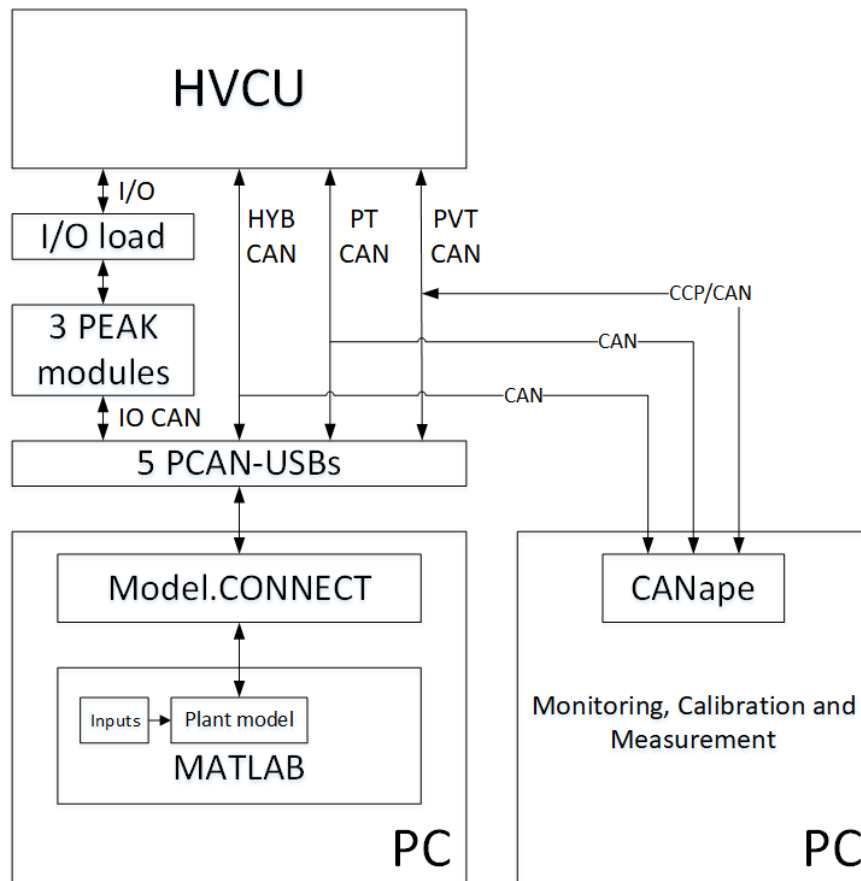 HVCU
I/O
HYB
CAN
PT
CAN
PVT
CAN
I/O load
CCP/CAN
3 PEAK
modules
CAN
CAN
IO CAN
5 PCAN-USBs
Model.CONNECT
CANape
Inputs
Plant model
MATLAB
Monitoring, Calibration and
Measurement
PC
PC